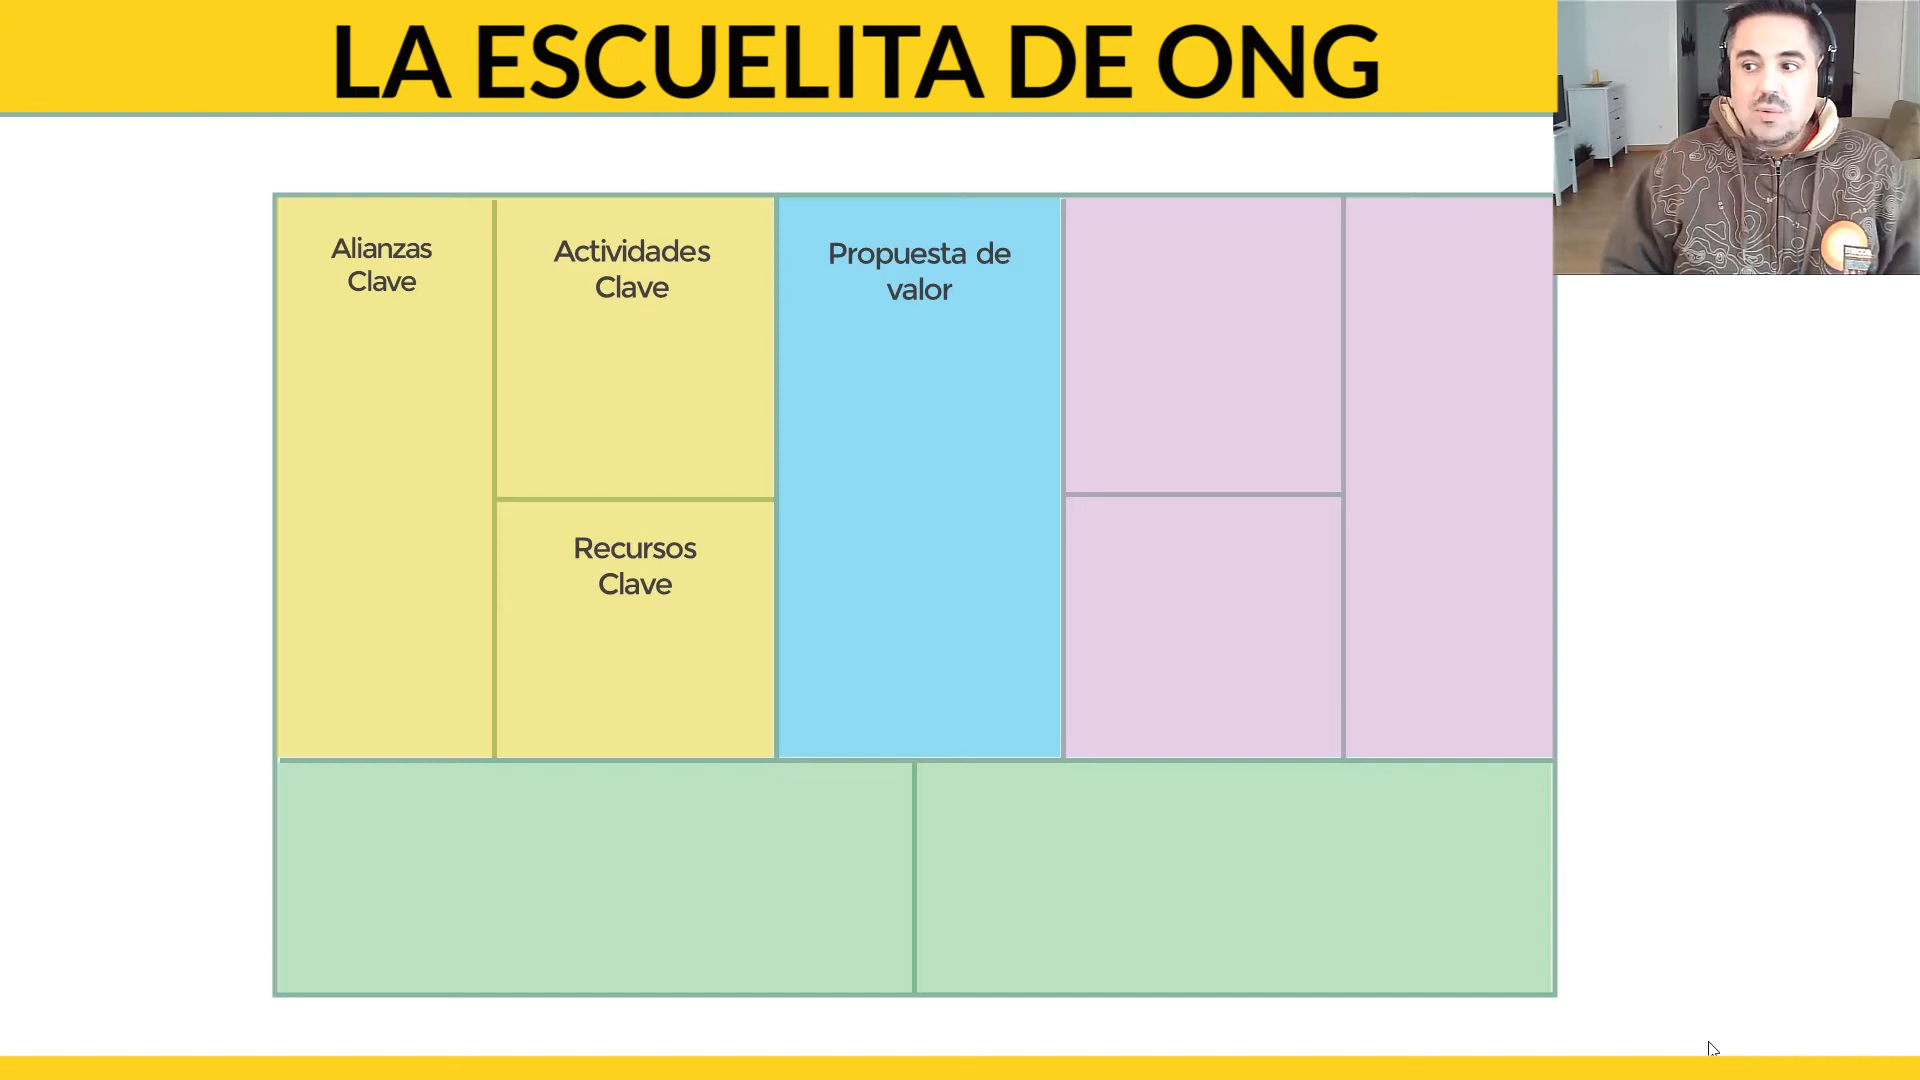 LA ESCUELITA DE ONG
Alianzas
Clave
Actividades
Clave
Propuesta de
valor
Recursos
Clave